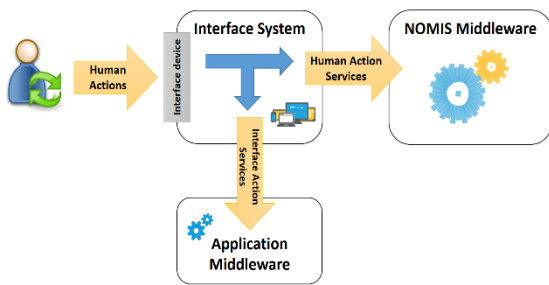 Interface System
NOMIS Middleware
Human
Actions
Interface device
Human Action
Services
Interface Action
Services
Application
Middleware